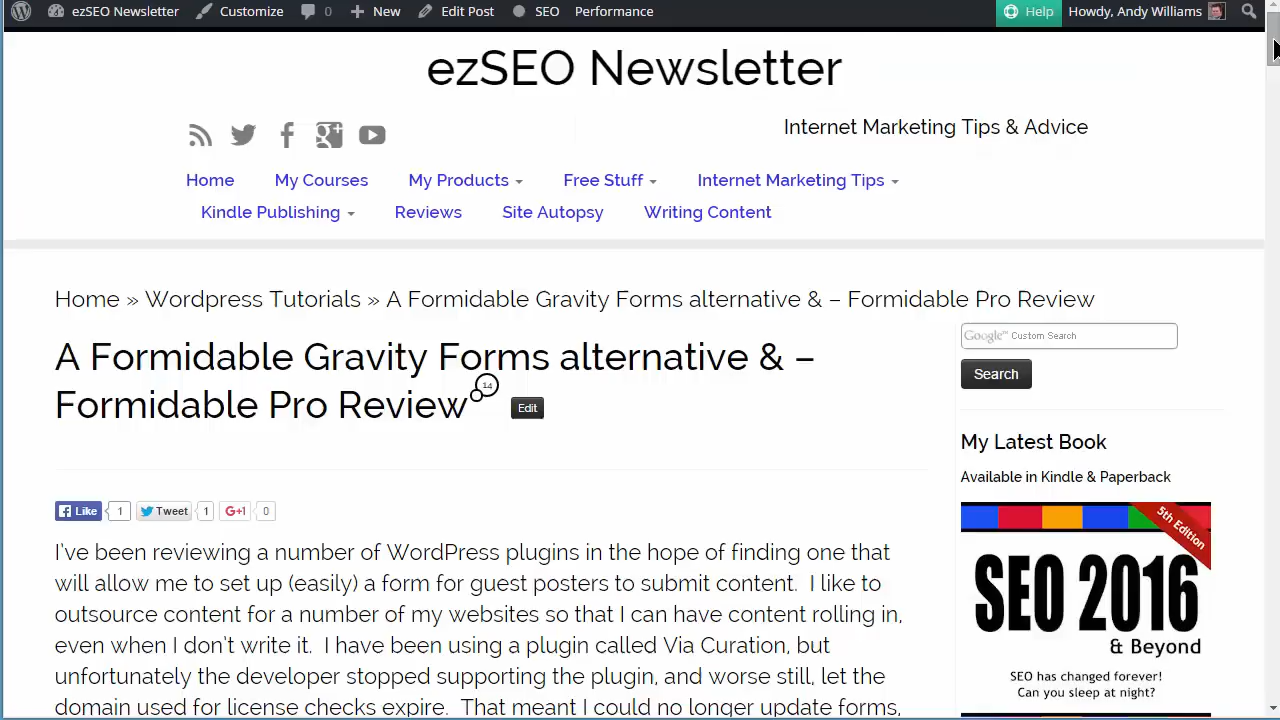 ezSEO Newsletter Customize 0 New Edit Post SEO Performance Help Howdy, Andy Williams
ezSEO Newsletter
Internet Marketing Tips & Advice
Home My Courses My Products Free Stuff Internet Marketing Tips
Kindle Publishing Reviews Site Autopsy Writing Content
Home » Wordpress Tutorials » A Formidable Gravity Forms alternative & – Formidable Pro Review
A Formidable Gravity Forms alternative & –
Formidable Pro Review 14 Edit
Like 1 Tweet 1 G+1 0
I've been reviewing a number of WordPress plugins in the hope of finding one that
will allow me to set up (easily) a form for guest posters to submit content.  I like to
outsource content for a number of my websites so that I can have content rolling in,
even when I don't write it.  I have been using a plugin called Via Curation, but
unfortunately the developer stopped supporting the plugin, and worse still, let the
domain used for license checks expire.  That meant I could no longer update forms,
Google™ Custom Search
Search
My Latest Book
Available in Kindle & Paperback
5th Edition
SEO 2016
& Beyond
SEO has changed forever!
Can you sleep at night?